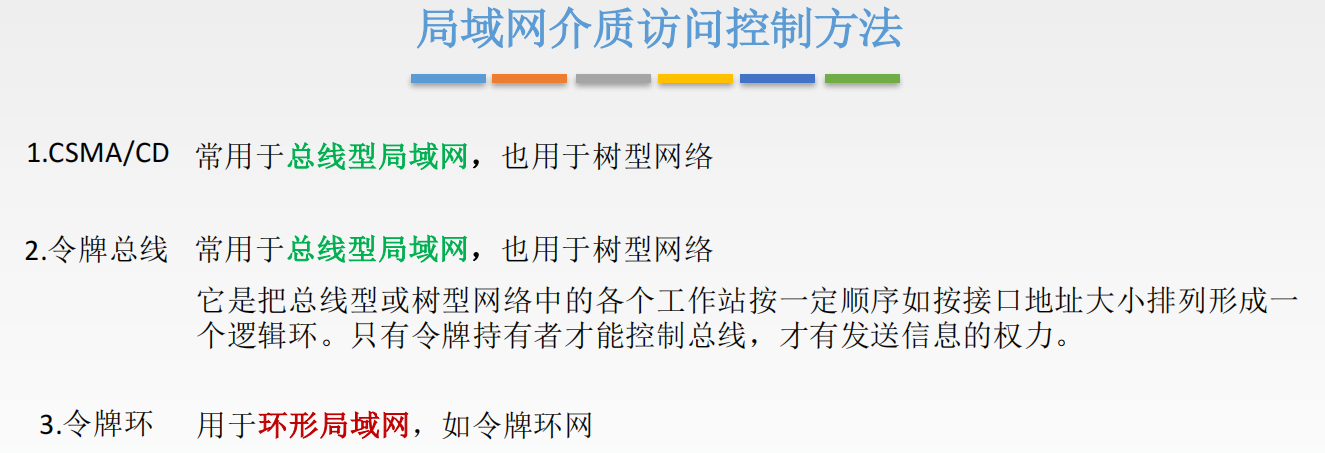 局域网介质访问控制方法
1.CSMA/CD 常用于总线型局域网，也用于树型网络
2.令牌总线 常用于总线型局域网，也用于树型网络
它是把总线型或树型网络中的各个工作站按一定顺序如按接口地址大小排列形成一
个逻辑环。只有令牌持有者才能控制总线，才有发送信息的权力。
3.令牌环 用于环形局域网，如令牌环网